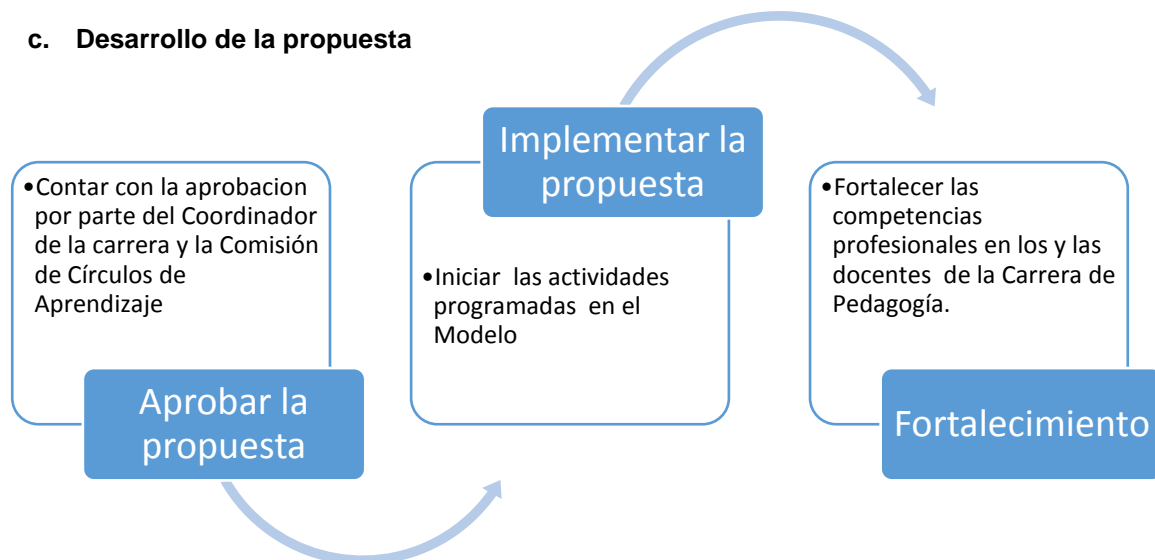 c. Desarrollo de la propuesta
•Contar con la aprobacion
por parte del Coordinador
de la carrera y la Comisión
de Círculos de
Aprendizaje
Aprobar la
propuesta
Implementar la
propuesta
•Iniciar las actividades
programadas en el
Modelo
•Fortalecer las
competencias
profesionales en los y las
docentes de la Carrera de
Pedagogía.
Fortalecimiento